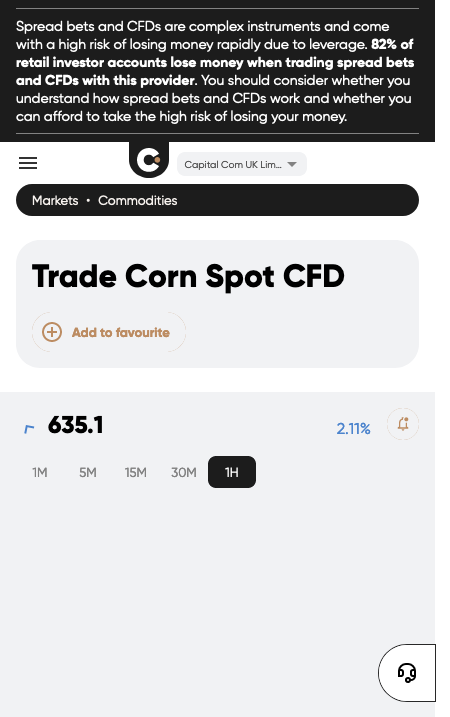 Spread bets and CFDs are complex instruments and come
with a high risk of losing money rapidly due to leverage. 82% of
retail investor accounts lose money when trading spread bets
and CFDs with this provider. You should consider whether you
understand how spread bets and CFDs work and whether you
can afford to take the high risk of losing your money.
Capital Com UK Lim...
Markets • Commodities
Trade Corn Spot CFD
Add to favourite
635.1
2.11%
1M 5M 15M 30M 1H